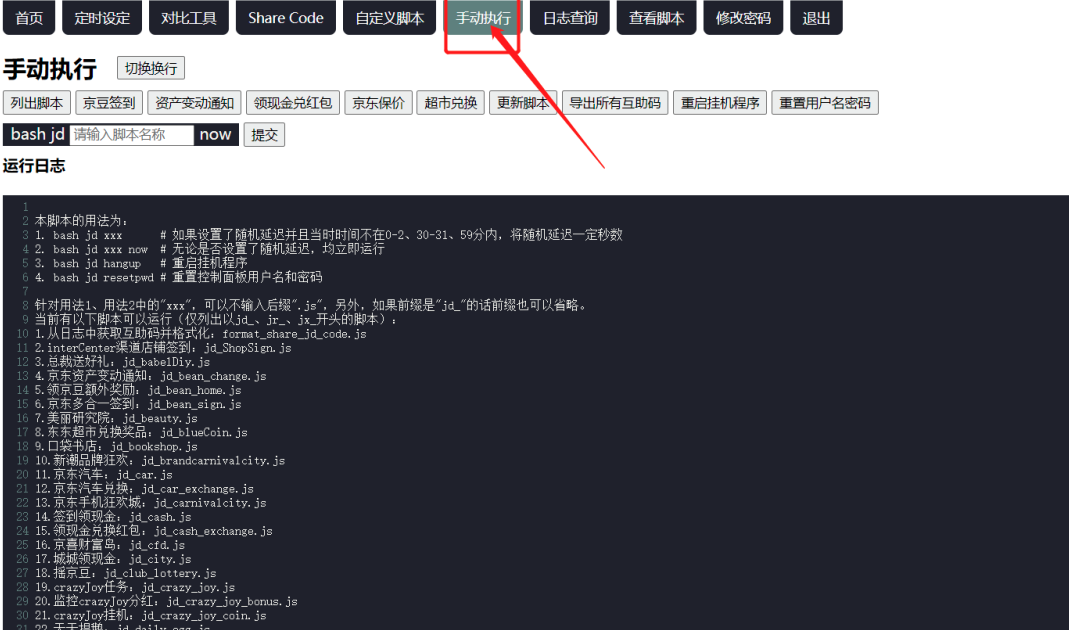 首页 定时设定 对比工具 Share Code 自定义脚本 手动执行 日志查询 查看脚本 修改密码 退出
手动执行 切换换行
列出脚本 京豆签到 资产变动通知 领现金兑红包 京东保价 超市兑换 更新脚本 导出所有互助码 重启挂机程序 重置用户名密码
bash jd 请输入脚本名称 now 提交
运行日志
1
2 本脚本的用法为:
3 1. bash jd xxx # 如果设置了随机延迟并且当时时间不在0-2、30-31、59分内，将随机延迟一定秒数
4 2. bash jd xxx now # 无论是否设置了随机延迟，均立即运行
5 3. bash jd hangup # 重启挂机程序
6 4. bash jd resetpwd # 重置控制面板用户名和密码
7
8 针对用法1、用法2中的"xxx"，可以不输入后缀".js"，另外，如果前缀是"jd_"的话前缀也可以省略。
9 当前有以下脚本可以运行（仅列出以jd_、jr_、jx_开头的脚本）:
10 1.从日志中获取互助码并格式化: format_share_jd_code.js
11 2.interCenter渠道店铺签到: jd_ShopSign.js
12 3.总裁送好礼: jd_babelDiy.js
13 4.京东资产变动通知: jd_bean_change.js
14 5.领京豆额外奖励: jd_bean_home.js
15 6.京东多合一签到: jd_bean_sign.js
16 7.美丽研究院: jd_beauty.js
17 8.东东超市兑换奖品: jd_blueCoin.js
18 9.口袋书店: jd_bookshop.js
19 10.新潮品牌狂欢: jd_brandcarnivalcity.js
20 11.京东汽车: jd_car.js
21 12.京东汽车兑换: jd_car_exchange.js
22 13.京东手机狂欢城: jd_carnivalcity.js
23 14.签到领现金: jd_cash.js
24 15.领现金兑换红包: jd_cash_exchange.js
25 16.京喜财富岛: jd_cfd.js
26 17.城城领现金: jd_city.js
27 18.摇京豆: jd_club_lottery.js
28 19.crazyJoy任务: jd_crazy_joy.js
29 20.监控crazyJoy分红: jd_crazy_joy_bonus.js
30 21.crazyJoy挂机: jd_crazy_joy_coin.js
31 22.天天提鹅: jd_daily_egg.js